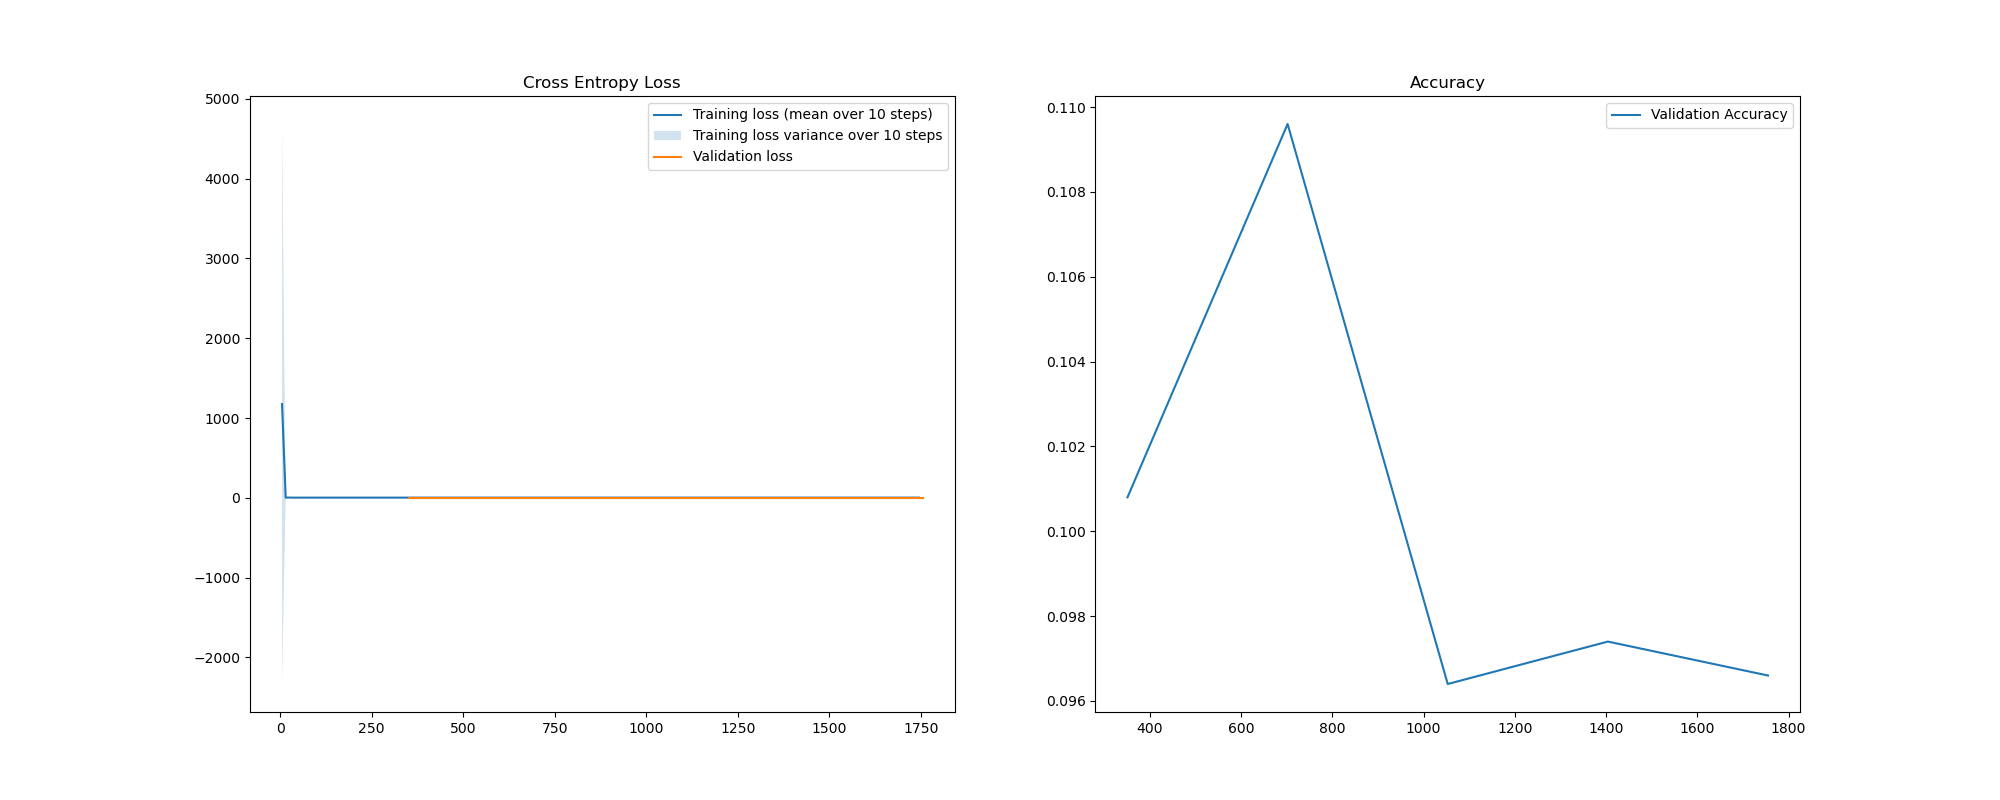 Cross Entropy Loss
5000
4000
3000
2000
1000
0
−1000
−2000
0 250 500 750 1000 1250 1500 1750
Training loss (mean over 10 steps)
Training loss variance over 10 steps
Validation loss
Accuracy
0.110
0.108
0.106
0.104
0.102
0.100
0.098
0.096
400 600 800 1000 1200 1400 1600 1800
Validation Accuracy